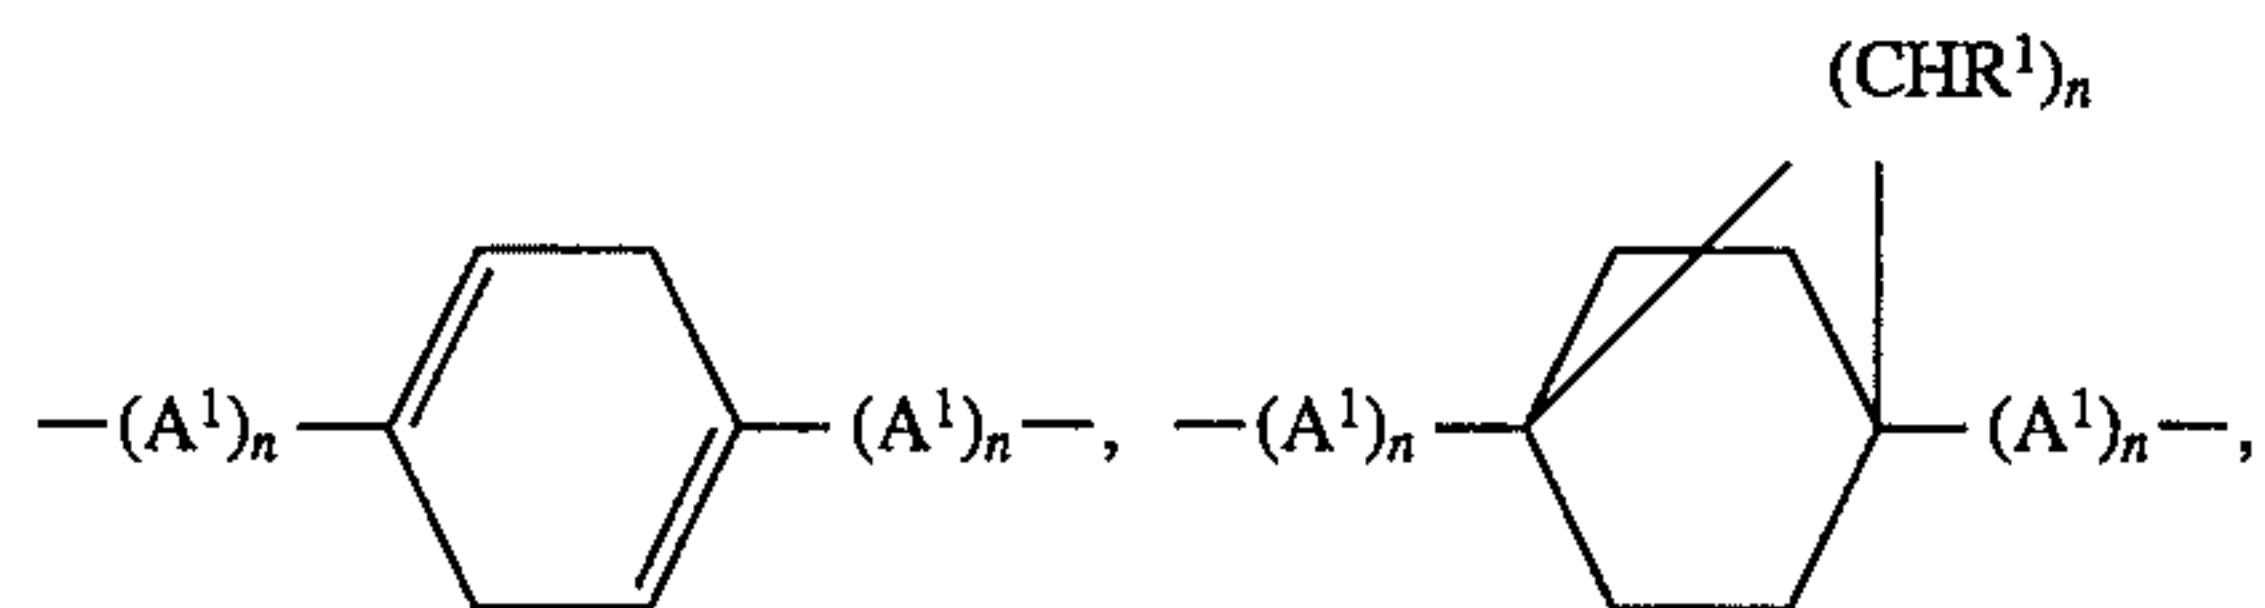 (CHR¹)ₙ
—(A¹)ₙ (A¹)ₙ—, —(A¹)ₙ (A¹)ₙ—,